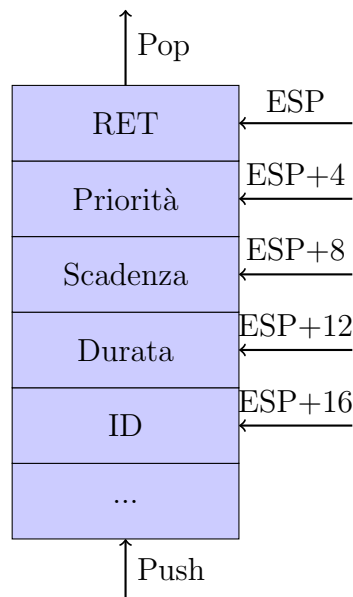 Pop
RET
ESP
Priorità
ESP+4
Scadenza
ESP+8
Durata
ESP+12
ID
ESP+16
...
Push